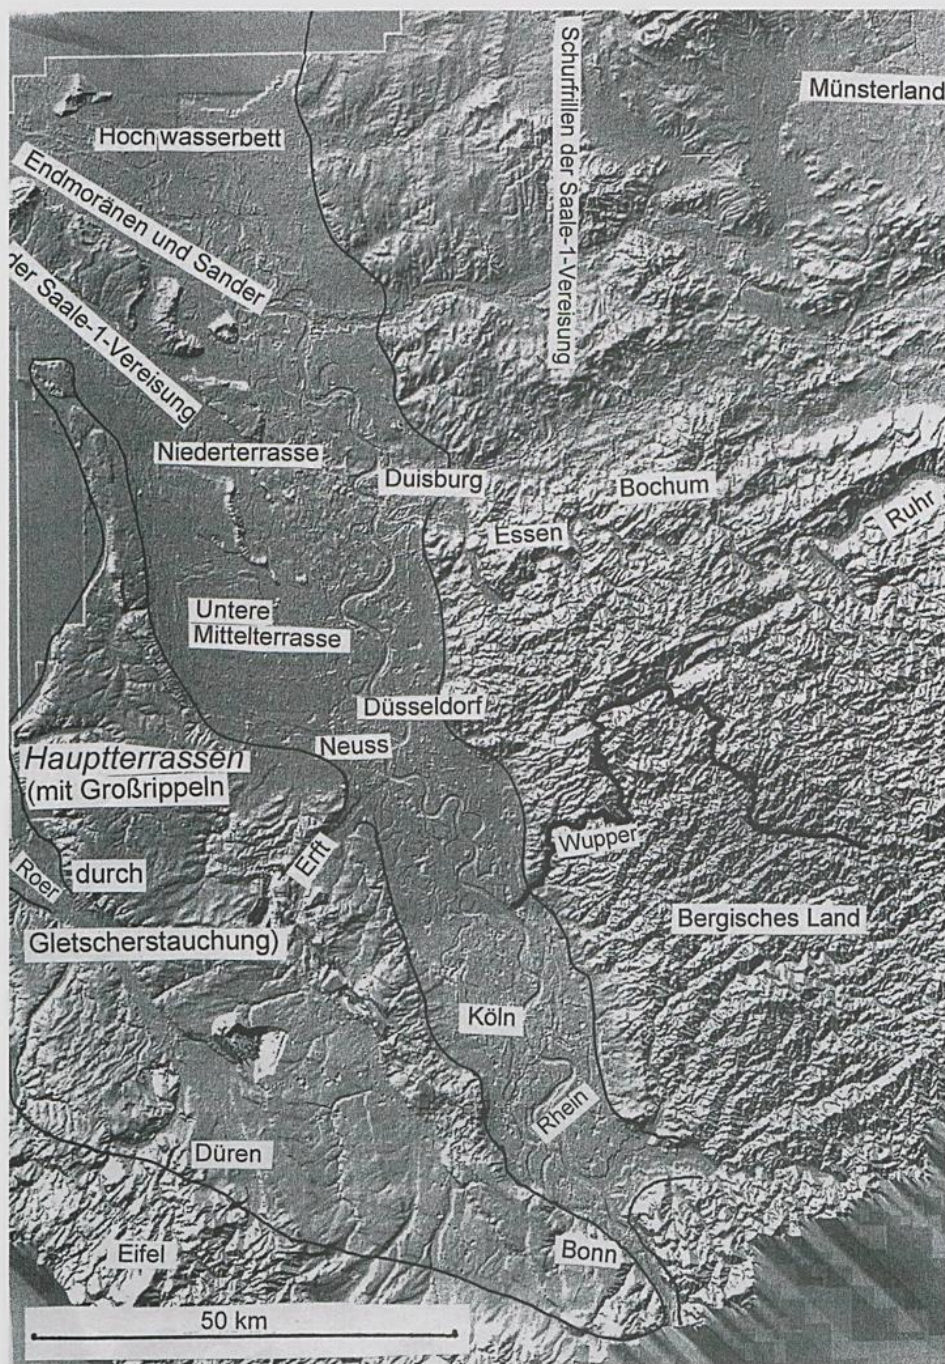 Schurfrillen der Saale-1-Vereisung
Münsterland
Hochwasserbett
Endmoränen und Sander
der Saale-1-Vereisung
Niederterrasse
Duisburg
Bochum
Ruhr
Essen
Untere
Mittelterrasse
Düsseldorf
Neuss
Hauptterrassen
(mit Großrippeln
Wupper
Erft
Roer
durch
Bergisches Land
Gletscherstauchung)
Köln
Rhein
Düren
Eifel
Bonn
50 km